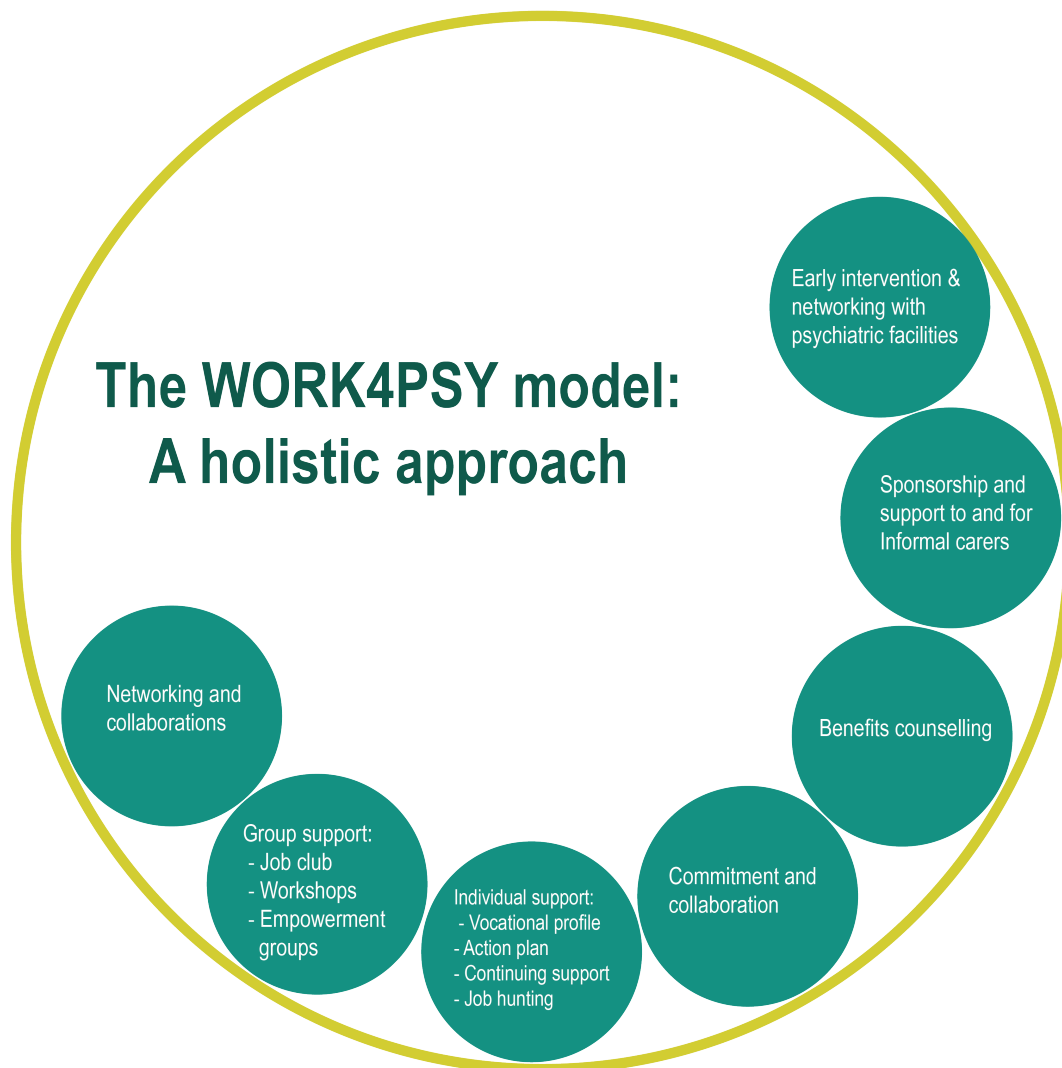 The WORK4PSY model:
A holistic approach
Early intervention &
networking with
psychiatric facilities
Sponsorship and
support to and for
Informal carers
Benefits counselling
Commitment and
collaboration
Individual support:
- Vocational profile
- Action plan
- Continuing support
- Job hunting
Group support:
- Job club
- Workshops
- Empowerment
groups
Networking and
collaborations